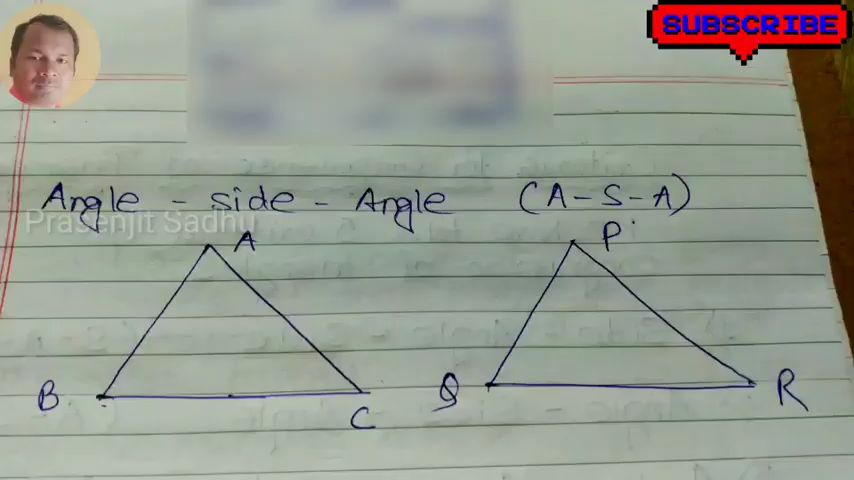 SUBSCRIBE
Angle - side - Angle (A-S-A)
Prasenjit Sadhu
A
P
B
C
Q
R